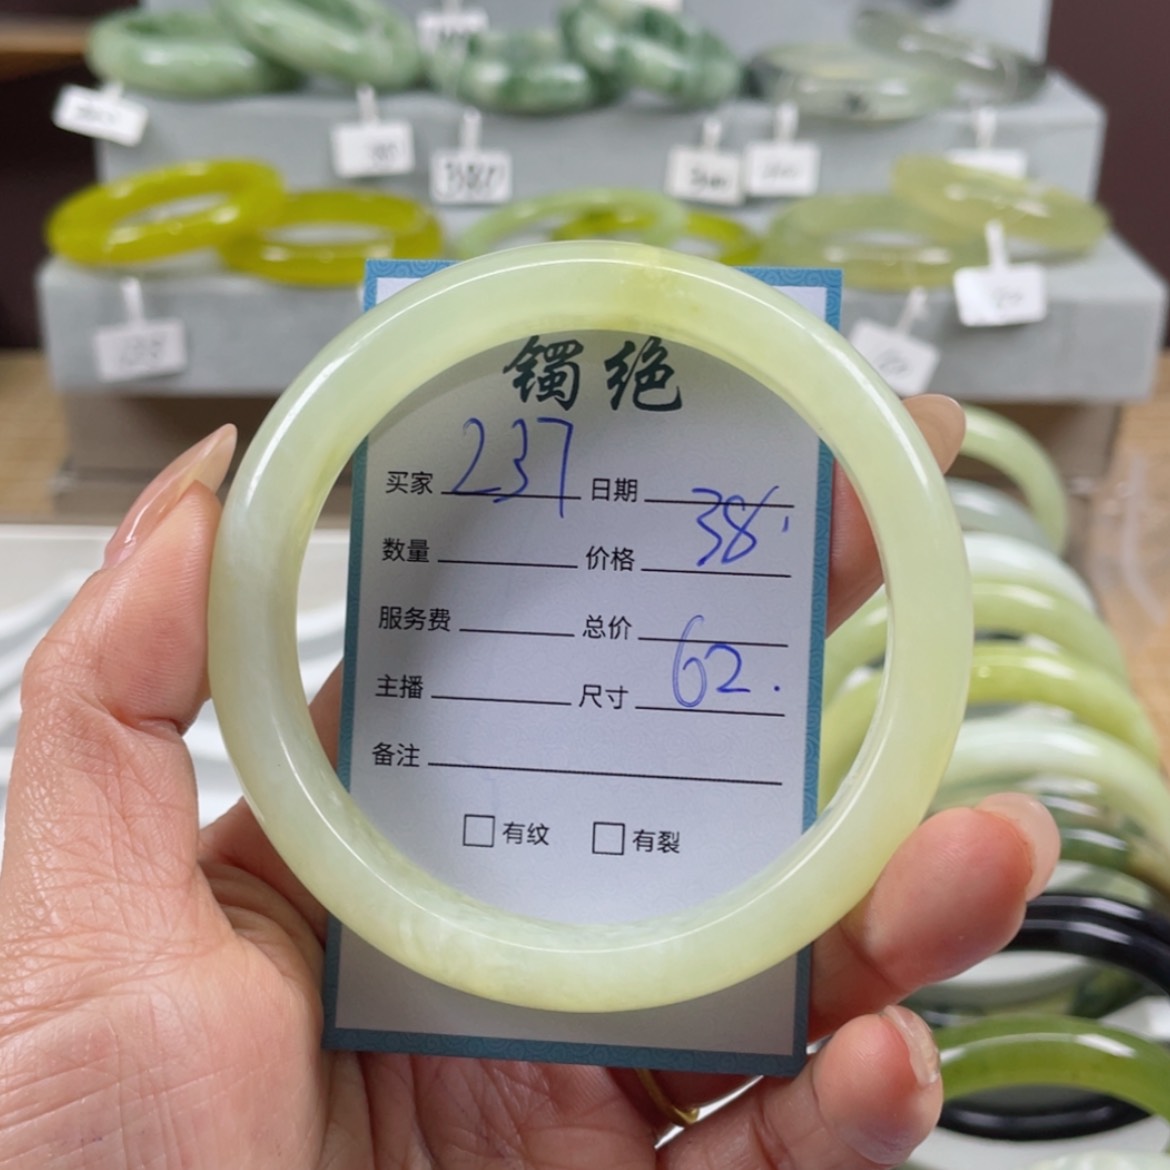 380
镯绝
买家 237 日期
数量 价格 38
服务费 总价
主播 尺寸 62.
备注
□有纹 □有裂